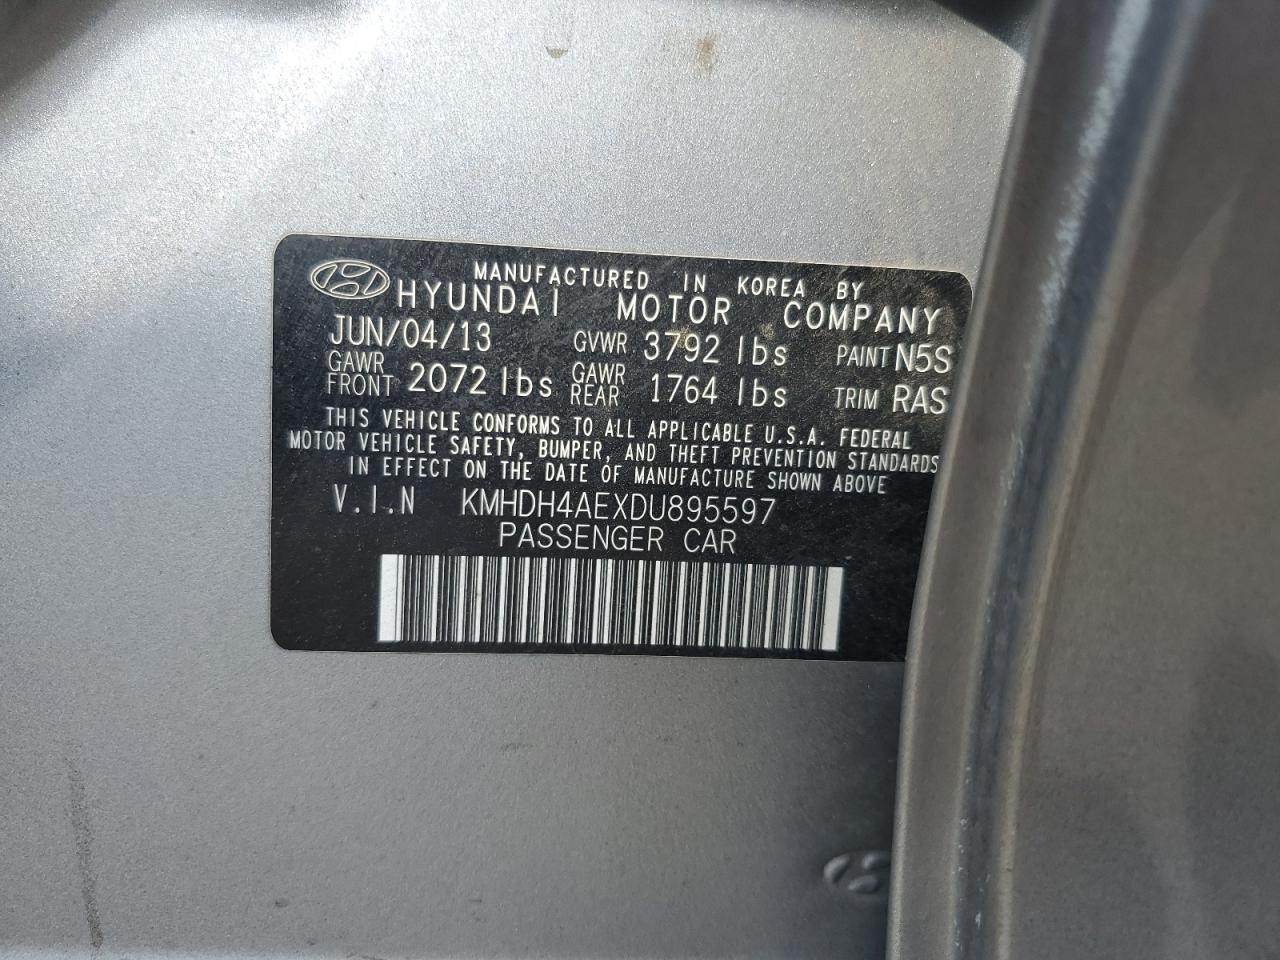 MANUFACTURED IN KOREA BY
HYUNDAI MOTOR COMPANY
JUN/04/13 GVWR 3792 lbs PAINT N5S
GAWR FRONT 2072 lbs GAWR REAR 1764 lbs TRIM RAS
THIS VEHICLE CONFORMS TO ALL APPLICABLE U.S.A. FEDERAL
MOTOR VEHICLE SAFETY, BUMPER, AND THEFT PREVENTION STANDARDS
IN EFFECT ON THE DATE OF MANUFACTURE SHOWN ABOVE
V.I.N KMHDH4AEXDU895597
PASSENGER CAR